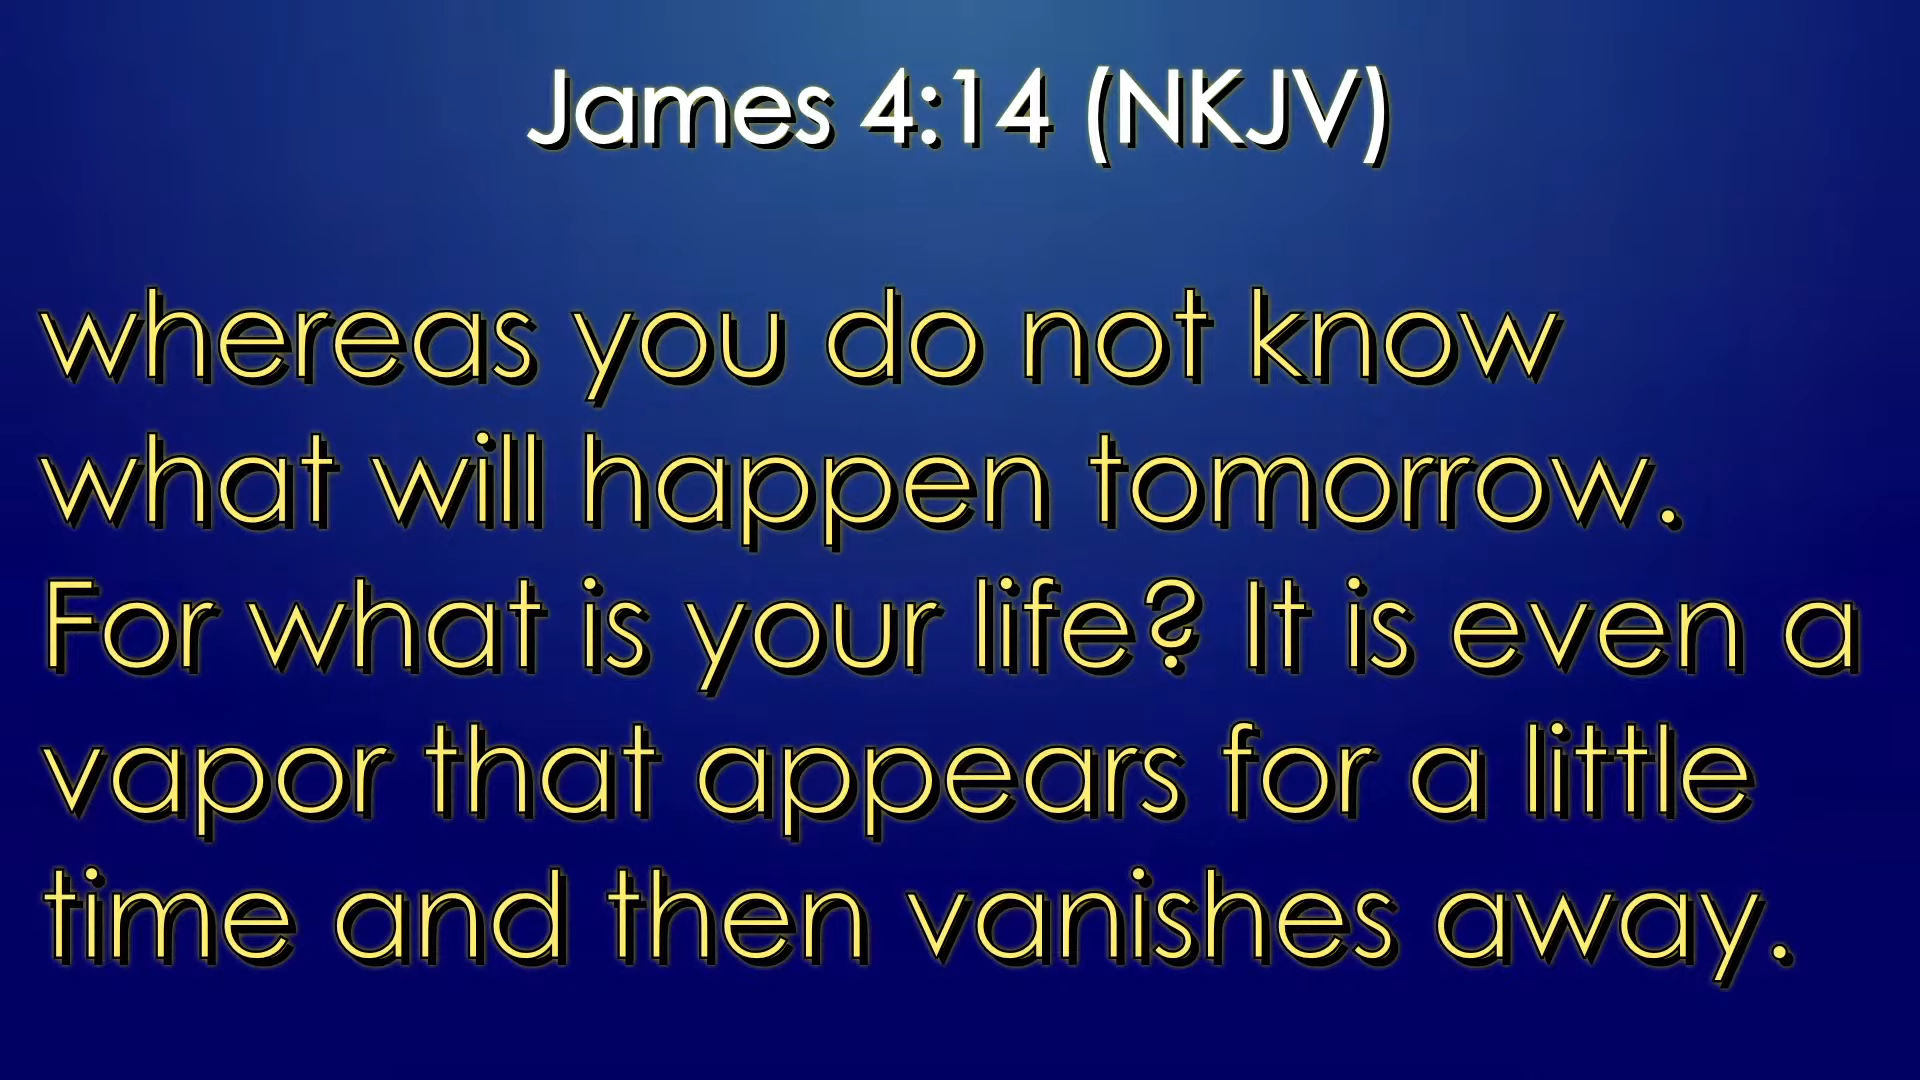 James 4:14 (NKJV)
whereas you do not know
what will happen tomorrow.
For what is your life? It is even a
vapor that appears for a little
time and then vanishes away.